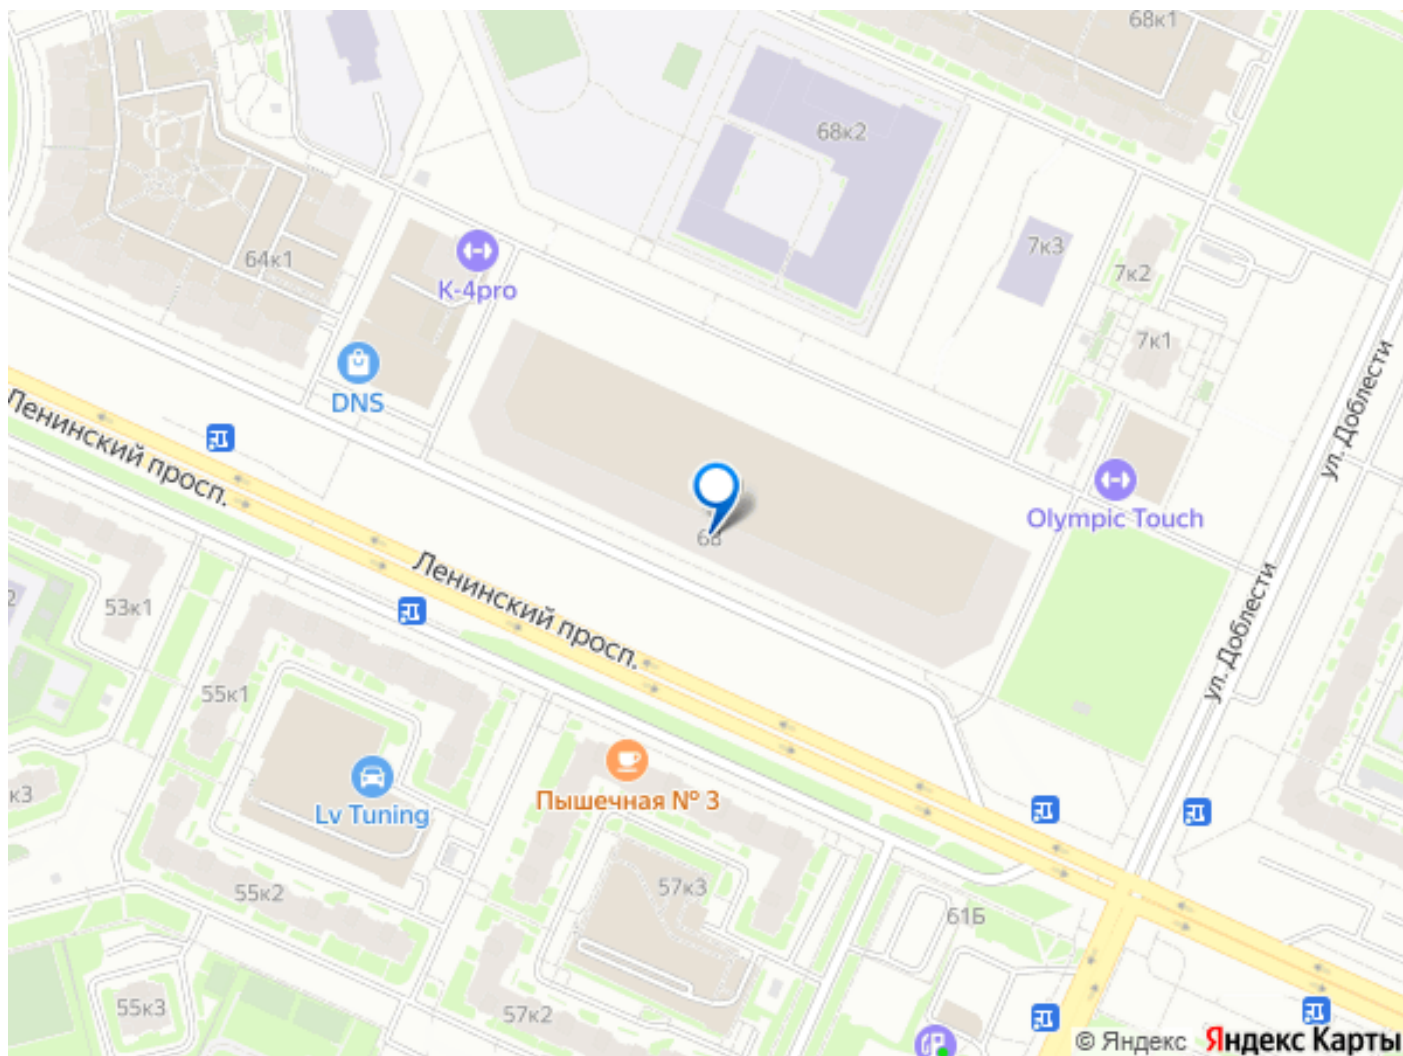 68к1
68к2
7к3
7к2
64к1
K-4pro
7к1
DNS
ул. Доблести
Ленинский просп.
Olympic Touch
68
Ленинский просп.
53к1
ул. Доблести
55к1
к3
Lv Tuning
Пышечная № 3
55к2
57к3
61Б
55к3
57к2
© Яндекс Яндекс Карты